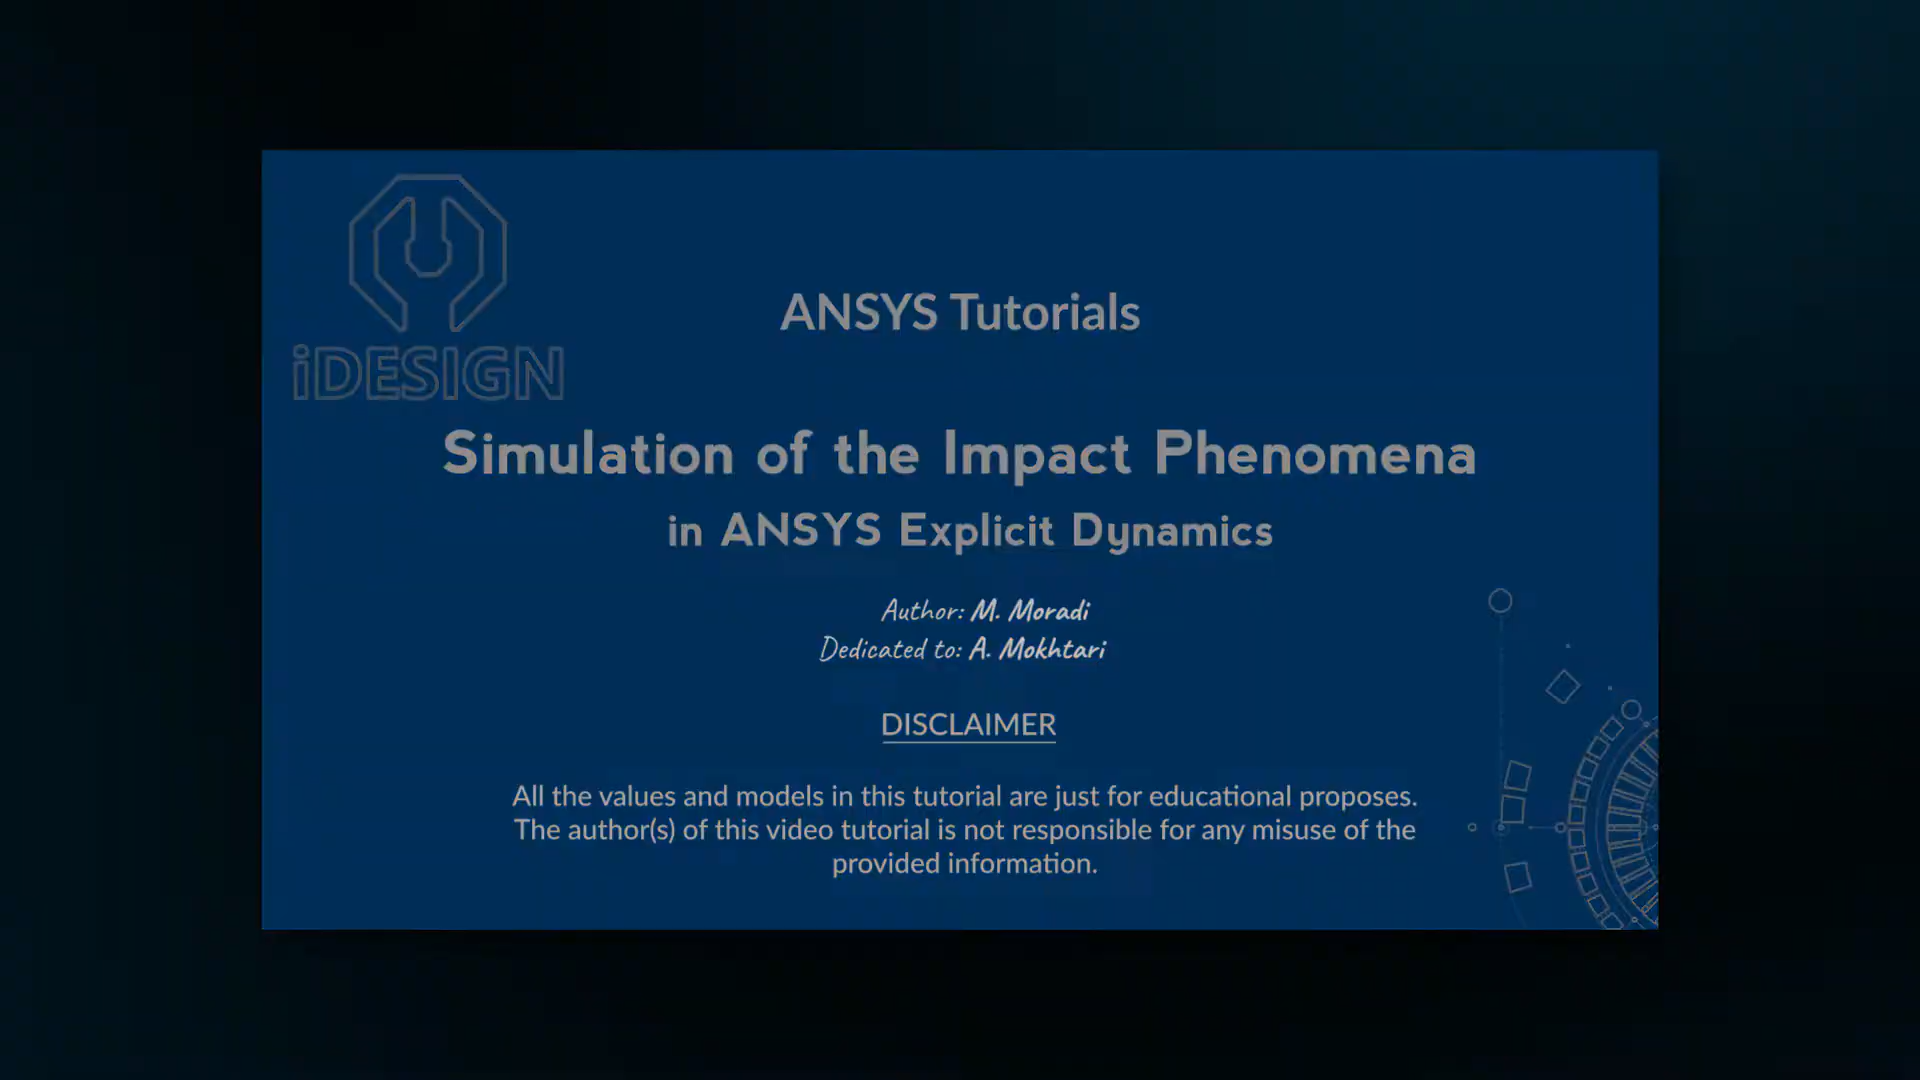 iDESIGN
ANSYS Tutorials
Simulation of the Impact Phenomena
in ANSYS Explicit Dynamics
Author: M. Moradi
Dedicated to: A. Mokhtari
DISCLAIMER
All the values and models in this tutorial are just for educational proposes.
The author(s) of this video tutorial is not responsible for any misuse of the
provided information.